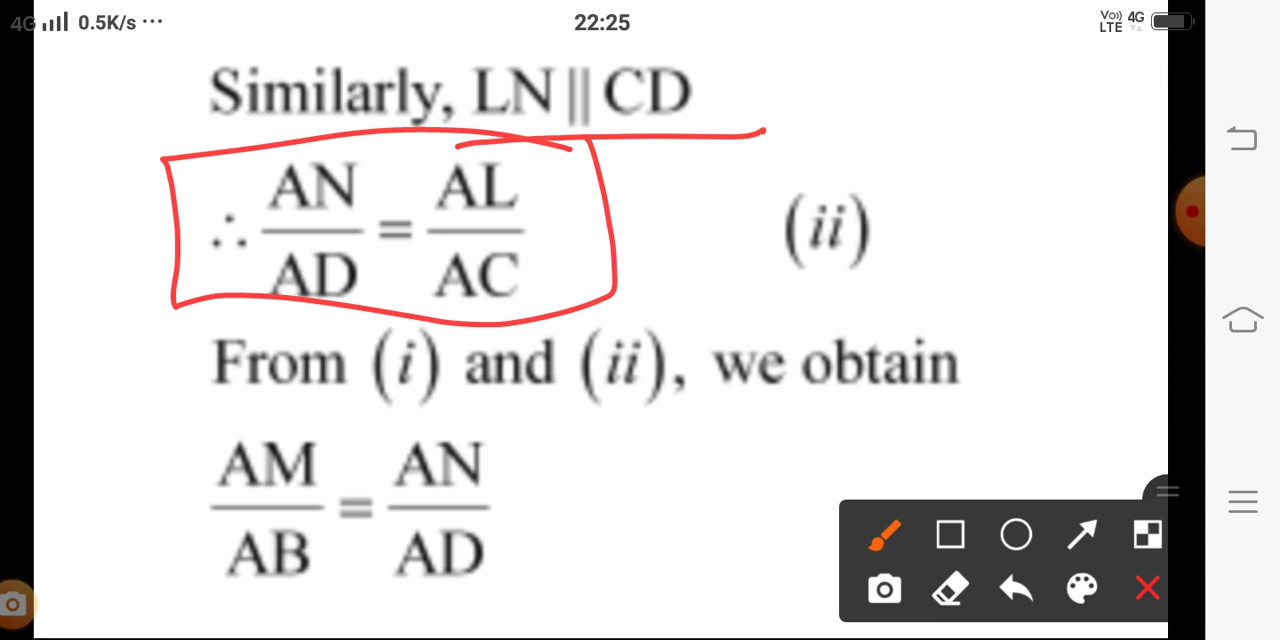 4G 0.5K/s ··· 22:25 Vo)) LTE 4G
Similarly, LN || CD
∴ AN/AD = AL/AC (ii)
From (i) and (ii), we obtain
AM/AB = AN/AD